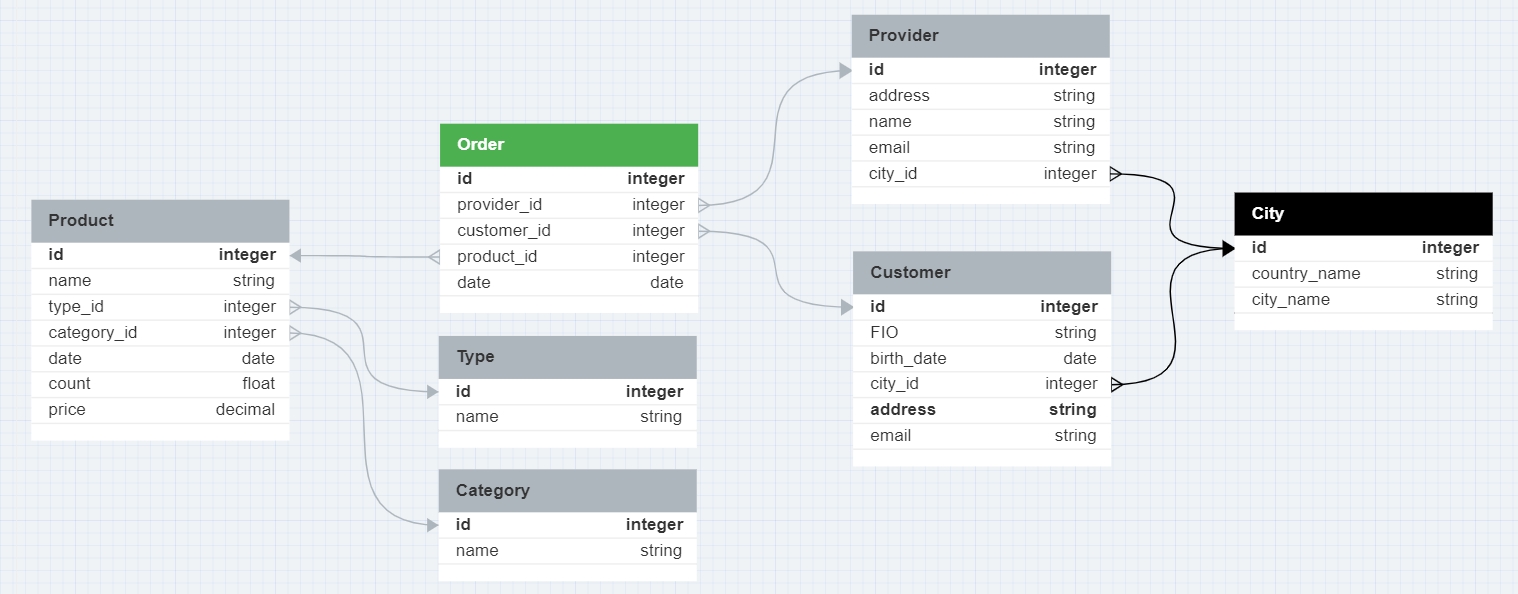 Provider
id integer
address string
name string
email string
city_id integer
Order
id integer
provider_id integer
customer_id integer
product_id integer
date date
Product
id integer
name string
type_id integer
category_id integer
date date
count float
price decimal
City
id integer
country_name string
city_name string
Customer
id integer
FIO string
birth_date date
city_id integer
address string
email string
Type
id integer
name string
Category
id integer
name string